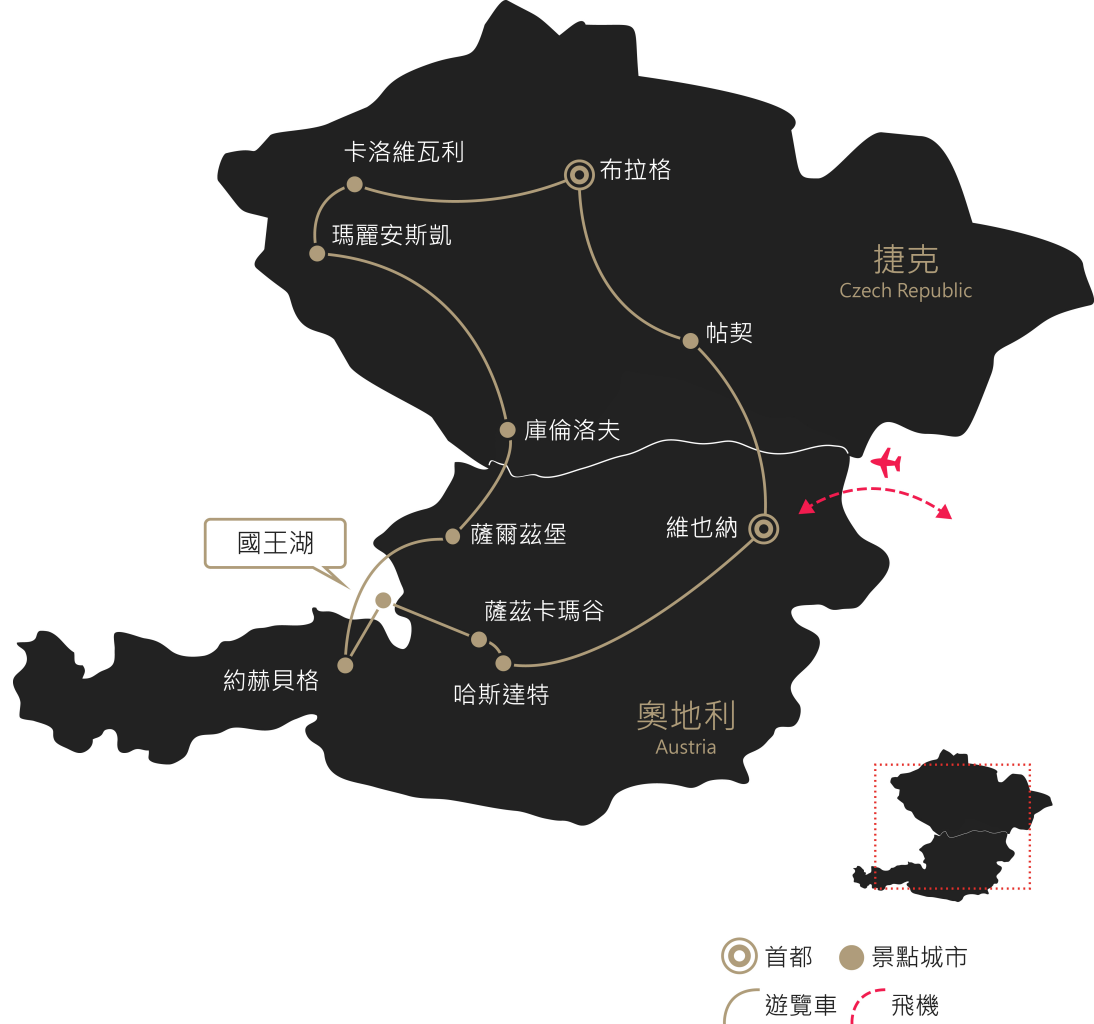 卡洛維瓦利
布拉格
瑪麗安斯凱
捷克
Czech Republic
帖契
庫倫洛夫
薩爾茲堡
維也納
國王湖
薩茲卡瑪谷
約赫貝格
哈斯達特
奧地利
Austria
首都
景點城市
遊覽車
飛機